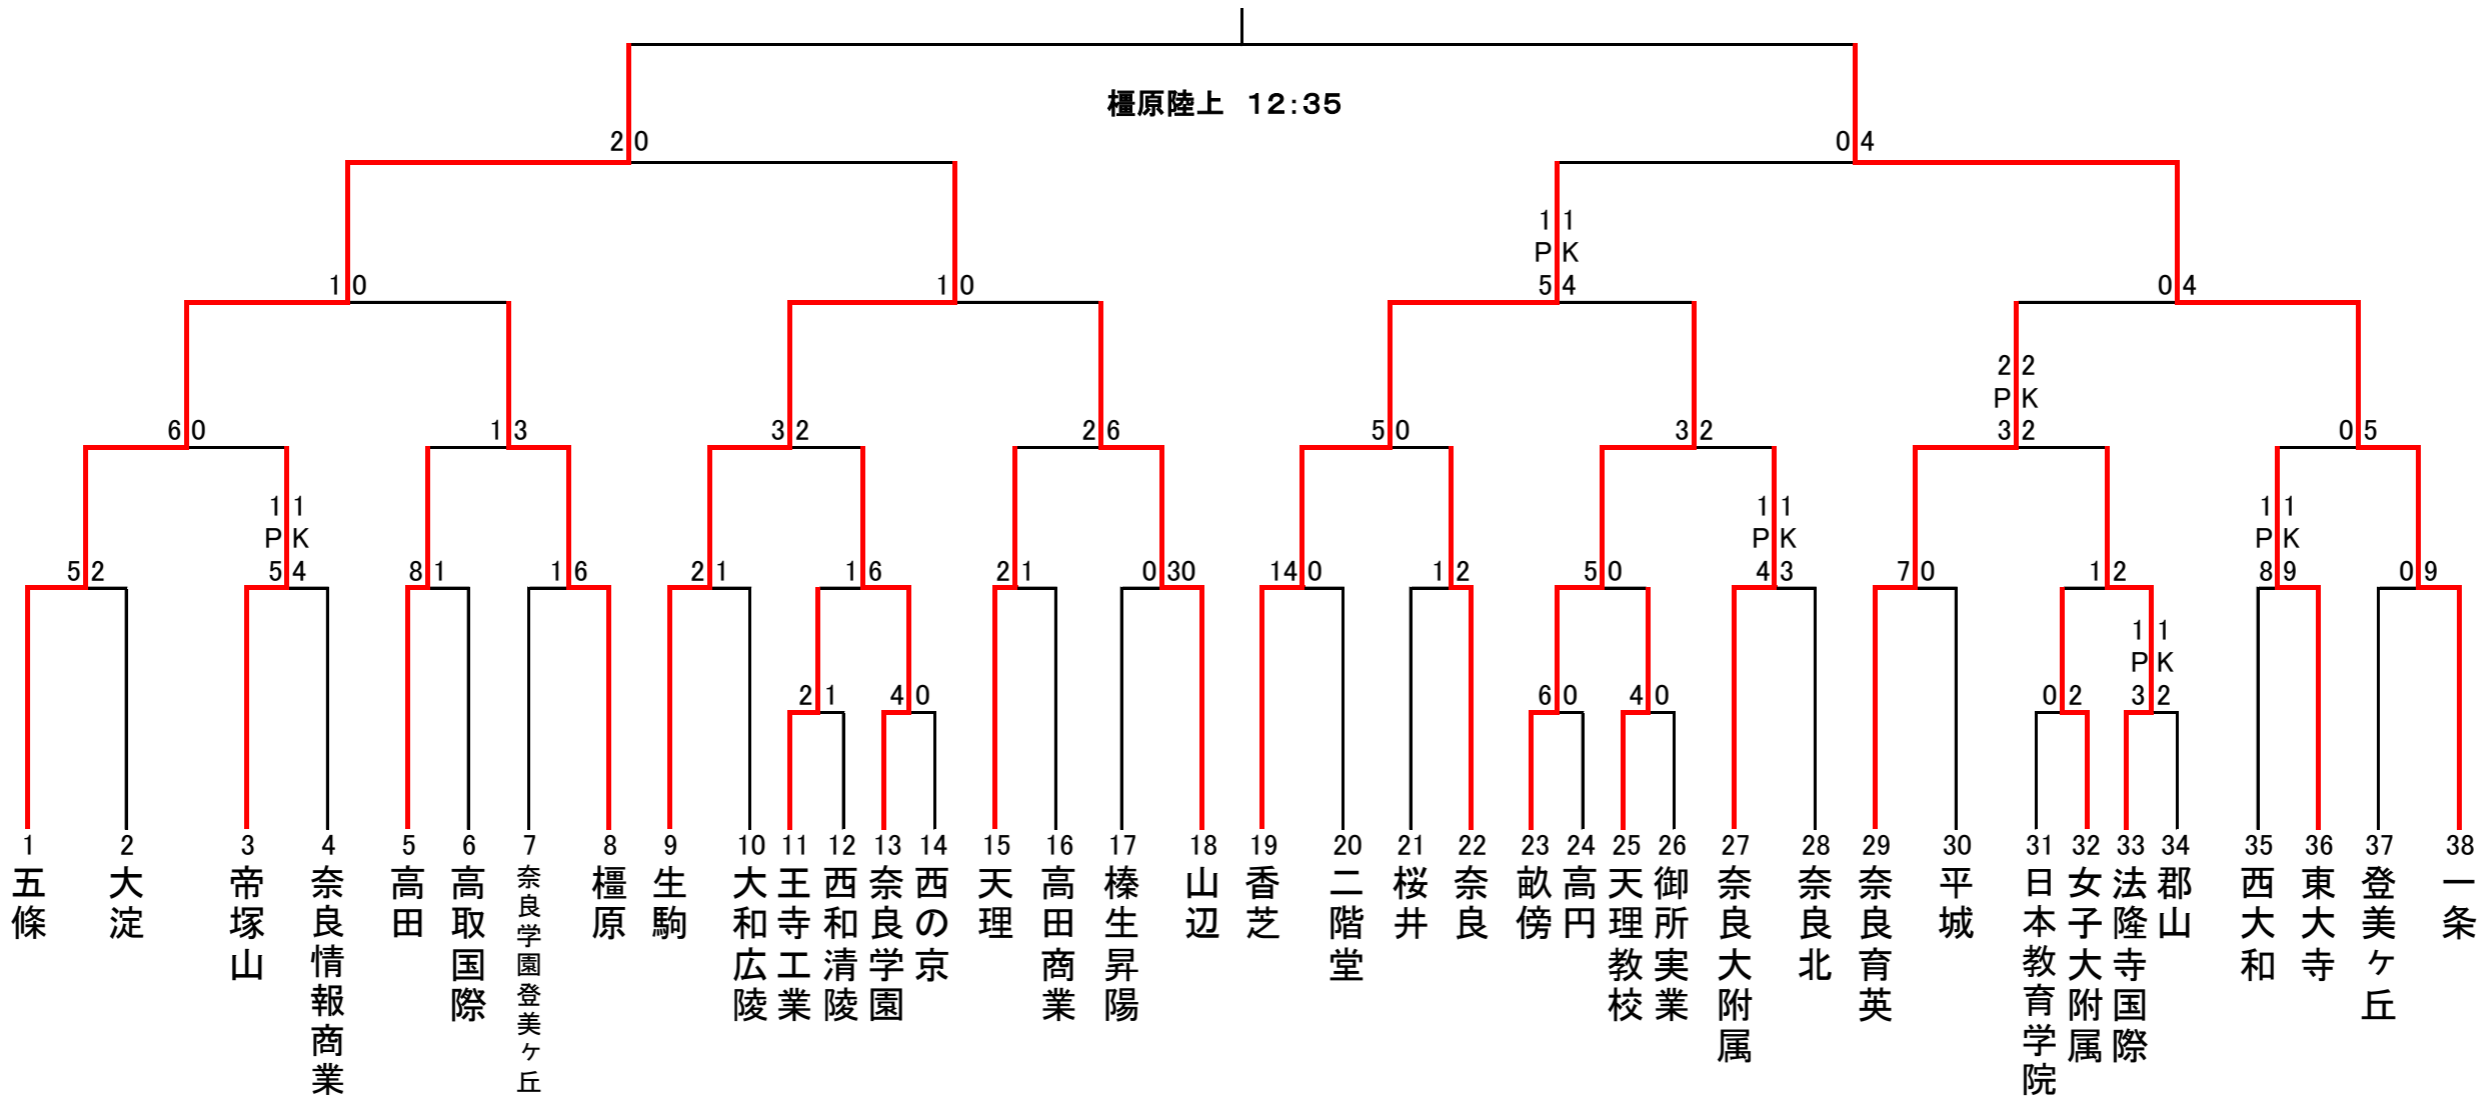 橿原陸上 12:35
2 0
0 4
1 1
P K
5 4
1 0
1 0
0 4
2 2
P K
3 2
6 0
1 3
3 2
2 6
5 0
3 2
0 5
1 1
P K
5 4
1 1
P K
4 3
1 1
P K
8 9
5 2
8 1
1 6
2 1
1 6
2 1
0 30
14 0
1 2
5 0
7 0
1 2
0 9
1 1
P K
3 2
2 1
4 0
6 0
4 0
0 2
1 2 3 4 5 6 7 8 9 10 11 12 13 14 15 16 17 18 19 20 21 22 23 24 25 26 27 28 29 30 31 32 33 34 35 36 37 38
五條
大淀
帝塚山
奈良情報商業
高田
高取国際
奈良学園登美ヶ丘
橿原
生駒
大和広陵
王寺工業
西和清陵
奈良学園
西の京
天理
高田商業
榛生昇陽
山辺
香芝
二階堂
桜井
奈良
畝傍
高円
天理教校
御所実業
奈良大附属
奈良北
奈良育英
平城
日本教育学院
女子大附属
法隆寺国際
郡山
西大和
東大寺
登美ヶ丘
一条